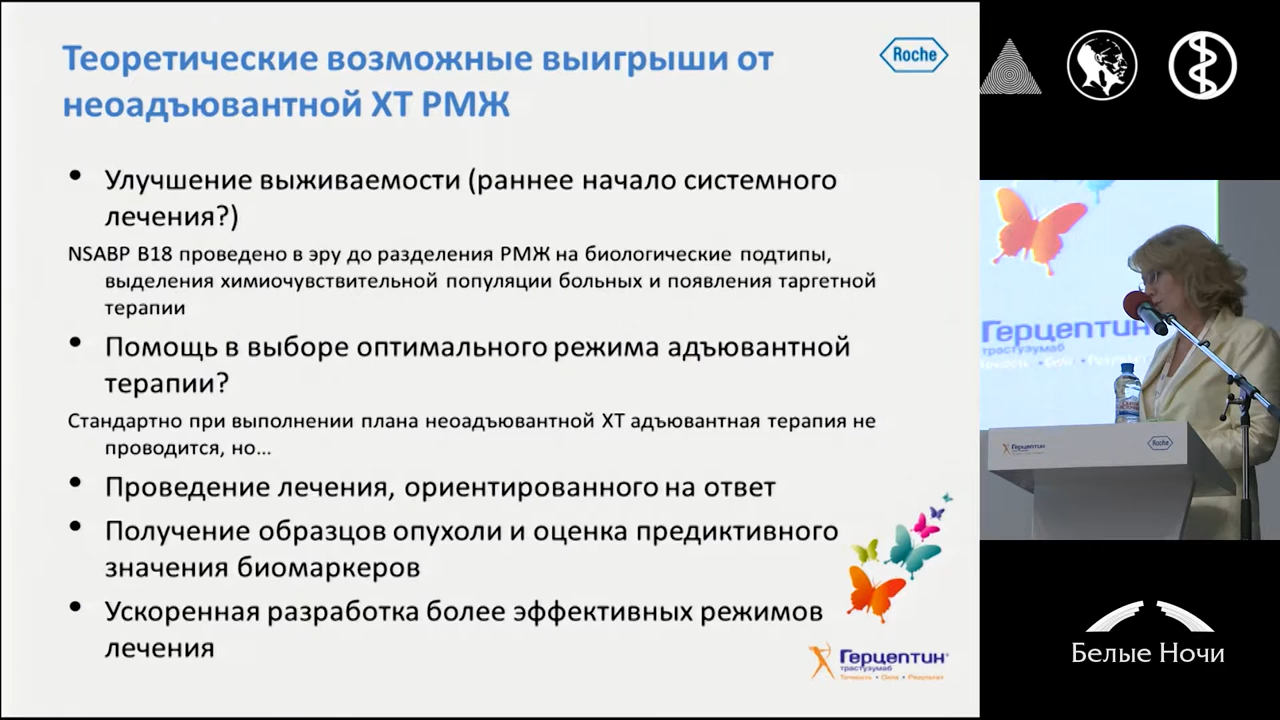 Теоретические возможные выигрыши от
неоадъювантной ХТ РМЖ
Roche
• Улучшение выживаемости (раннее начало системного
лечения?)
NSABP B18 проведено в эру до разделения РМЖ на биологические подтипы,
выделения химиочувствительной популяции больных и появления таргетной
терапии
• Помощь в выборе оптимального режима адъювантной
терапии?
Стандартно при выполнении плана неоадъювантной ХТ адъювантная терапия не
проводится, но...
• Проведение лечения, ориентированного на ответ
• Получение образцов опухоли и оценка предиктивного
значения биомаркеров
• Ускоренная разработка более эффективных режимов
лечения
Герцептин
трастузумаб
Точность • Сила • Результат
Герцептин
трастузумаб
Герцептин
Roche
Белые Ночи